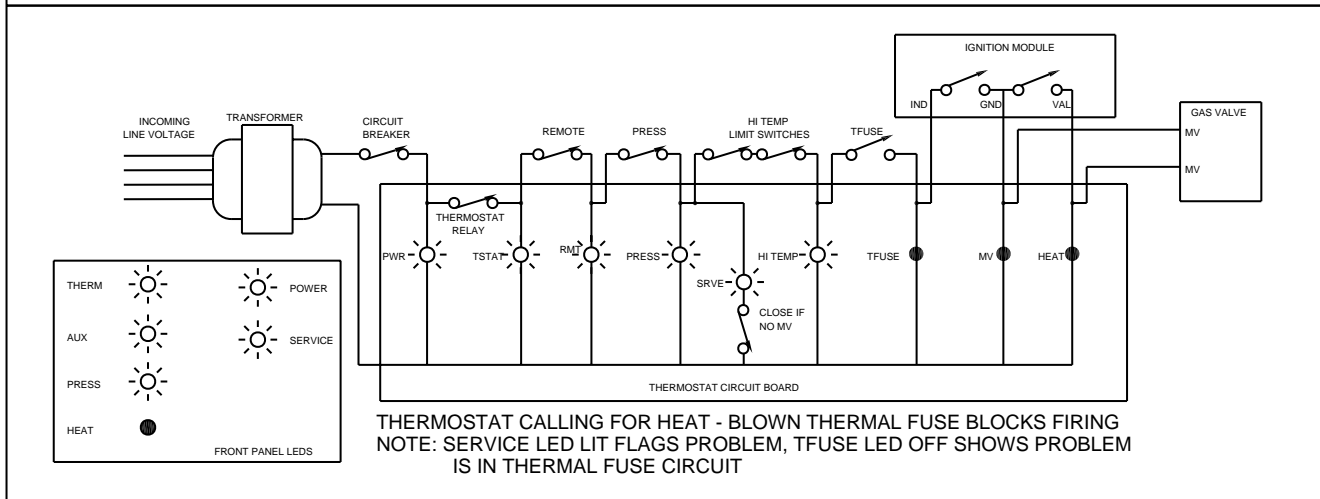 IGNITION MODULE
IND
GND
VAL
GAS VALVE
MV
MV
INCOMING
LINE VOLTAGE
TRANSFORMER
CIRCUIT
BREAKER
REMOTE
PRESS
HI TEMP
LIMIT SWITCHES
TFUSE
THERMOSTAT
RELAY
PWR
TSTAT
RMT
PRESS
SRVE
CLOSE IF
NO MV
HI TEMP
TFUSE
MV
HEAT
THERMOSTAT CIRCUIT BOARD
THERM
POWER
AUX
SERVICE
PRESS
HEAT
FRONT PANEL LEDS
THERMOSTAT CALLING FOR HEAT - BLOWN THERMAL FUSE BLOCKS FIRING
NOTE: SERVICE LED LIT FLAGS PROBLEM, TFUSE LED OFF SHOWS PROBLEM
IS IN THERMAL FUSE CIRCUIT